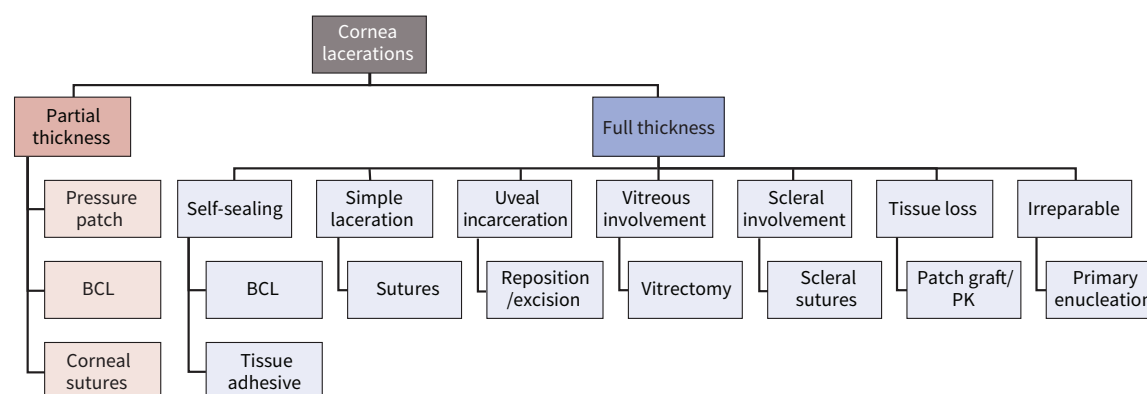 Cornea
lacerations
Partial
thickness
Full thickness
Pressure
patch
Self-sealing
Simple
laceration
Uveal
incarceration
Vitreous
involvement
Scleral
involvement
Tissue loss
Irreparable
BCL
BCL
Sutures
Reposition
/excision
Vitrectomy
Scleral
sutures
Patch graft/
PK
Primary
enucleation
Corneal
sutures
Tissue
adhesive